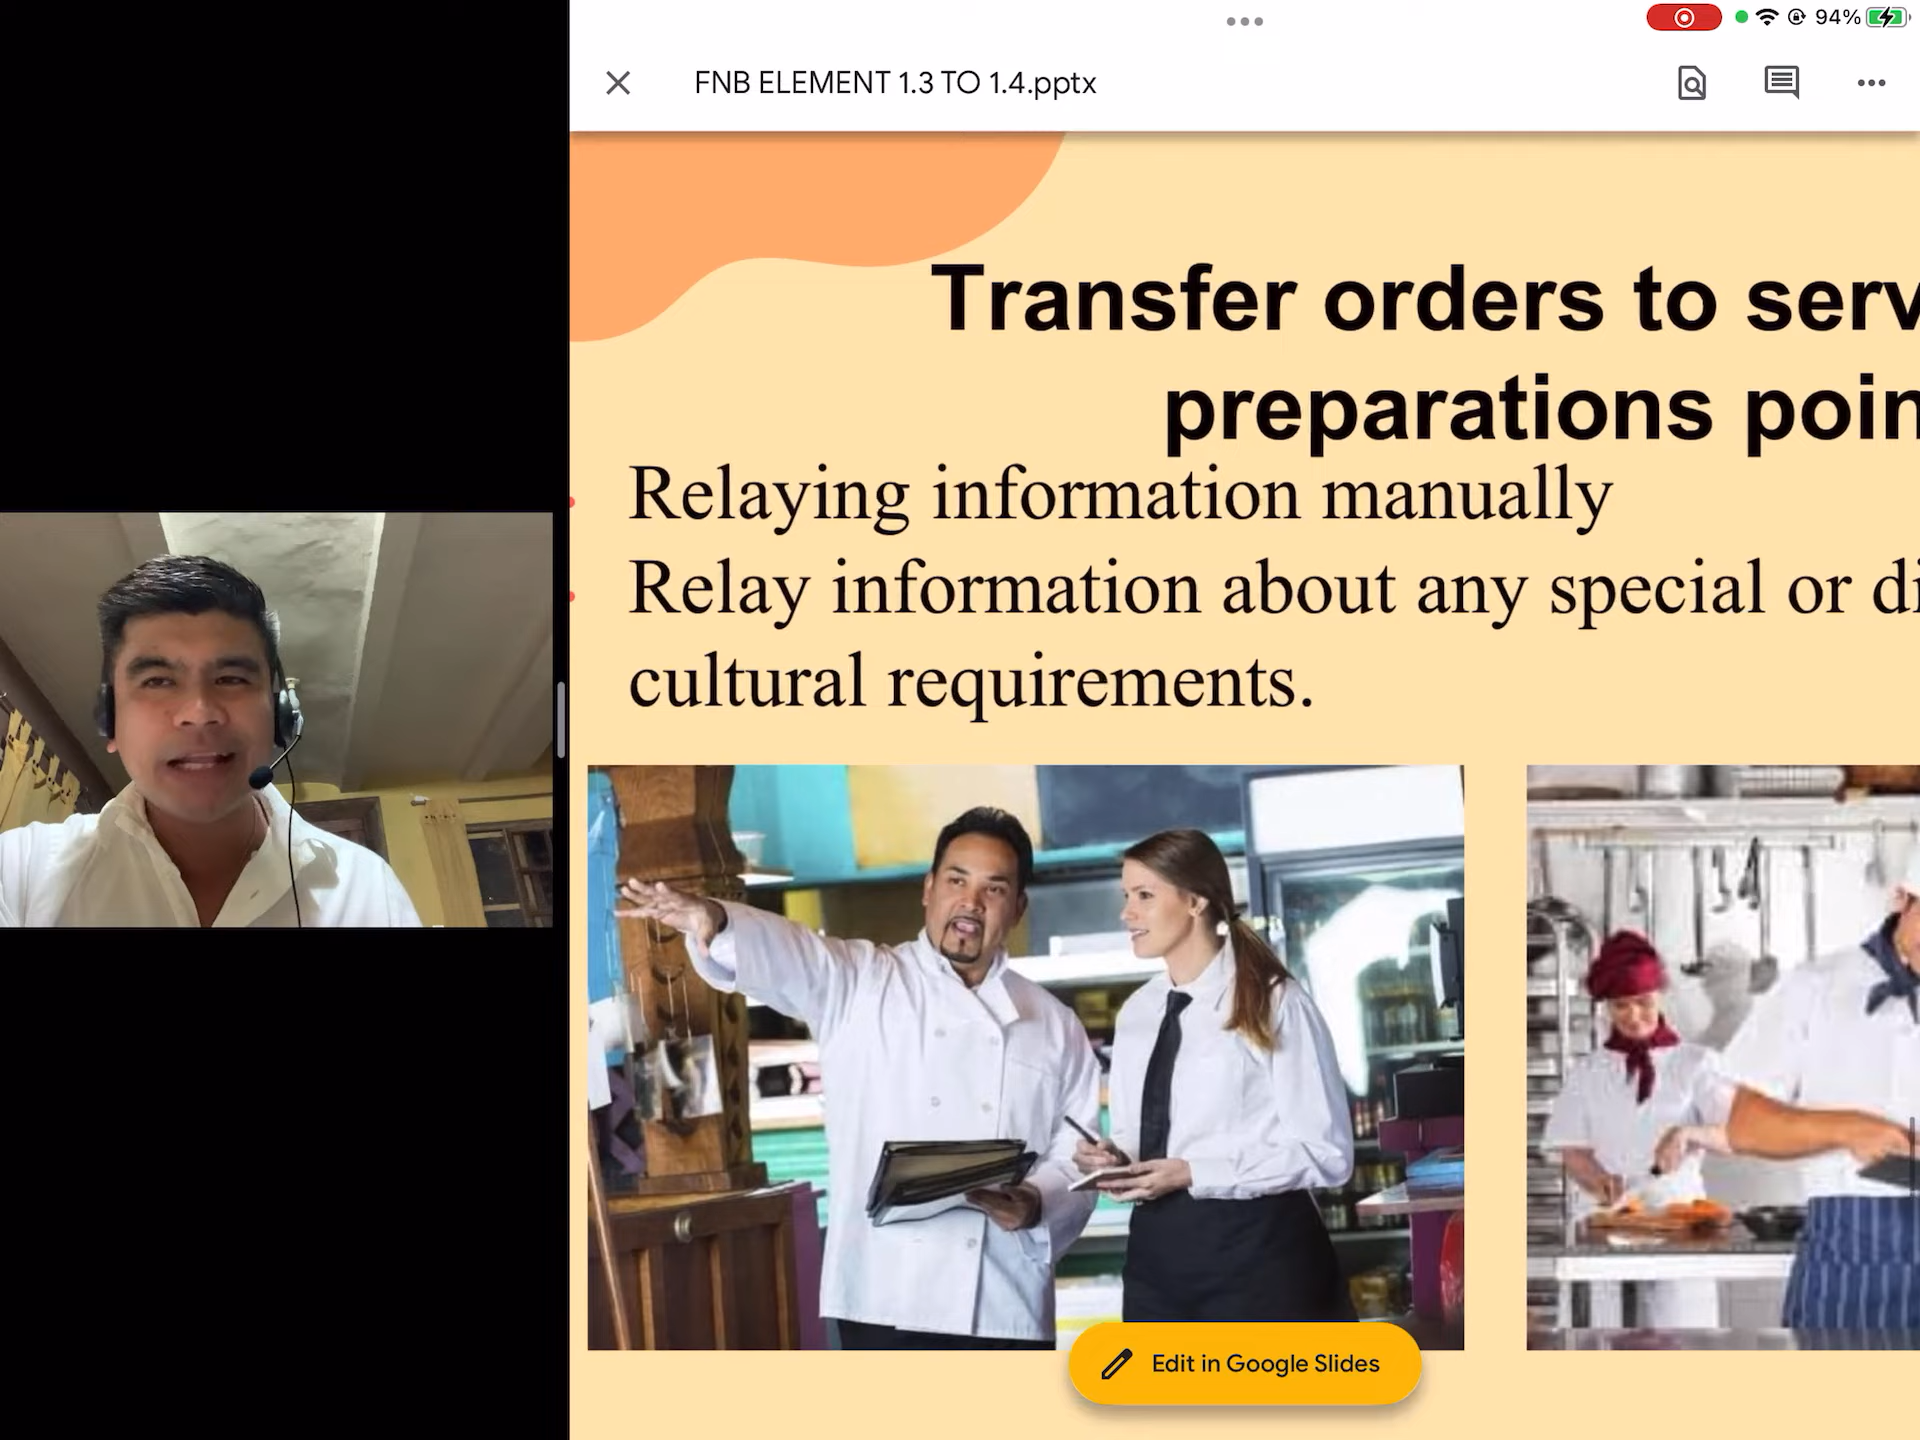 94%
FNB ELEMENT 1.3 TO 1.4.pptx
Transfer orders to serv
preparations poin
Relaying information manually
Relay information about any special or di
cultural requirements.
Edit in Google Slides